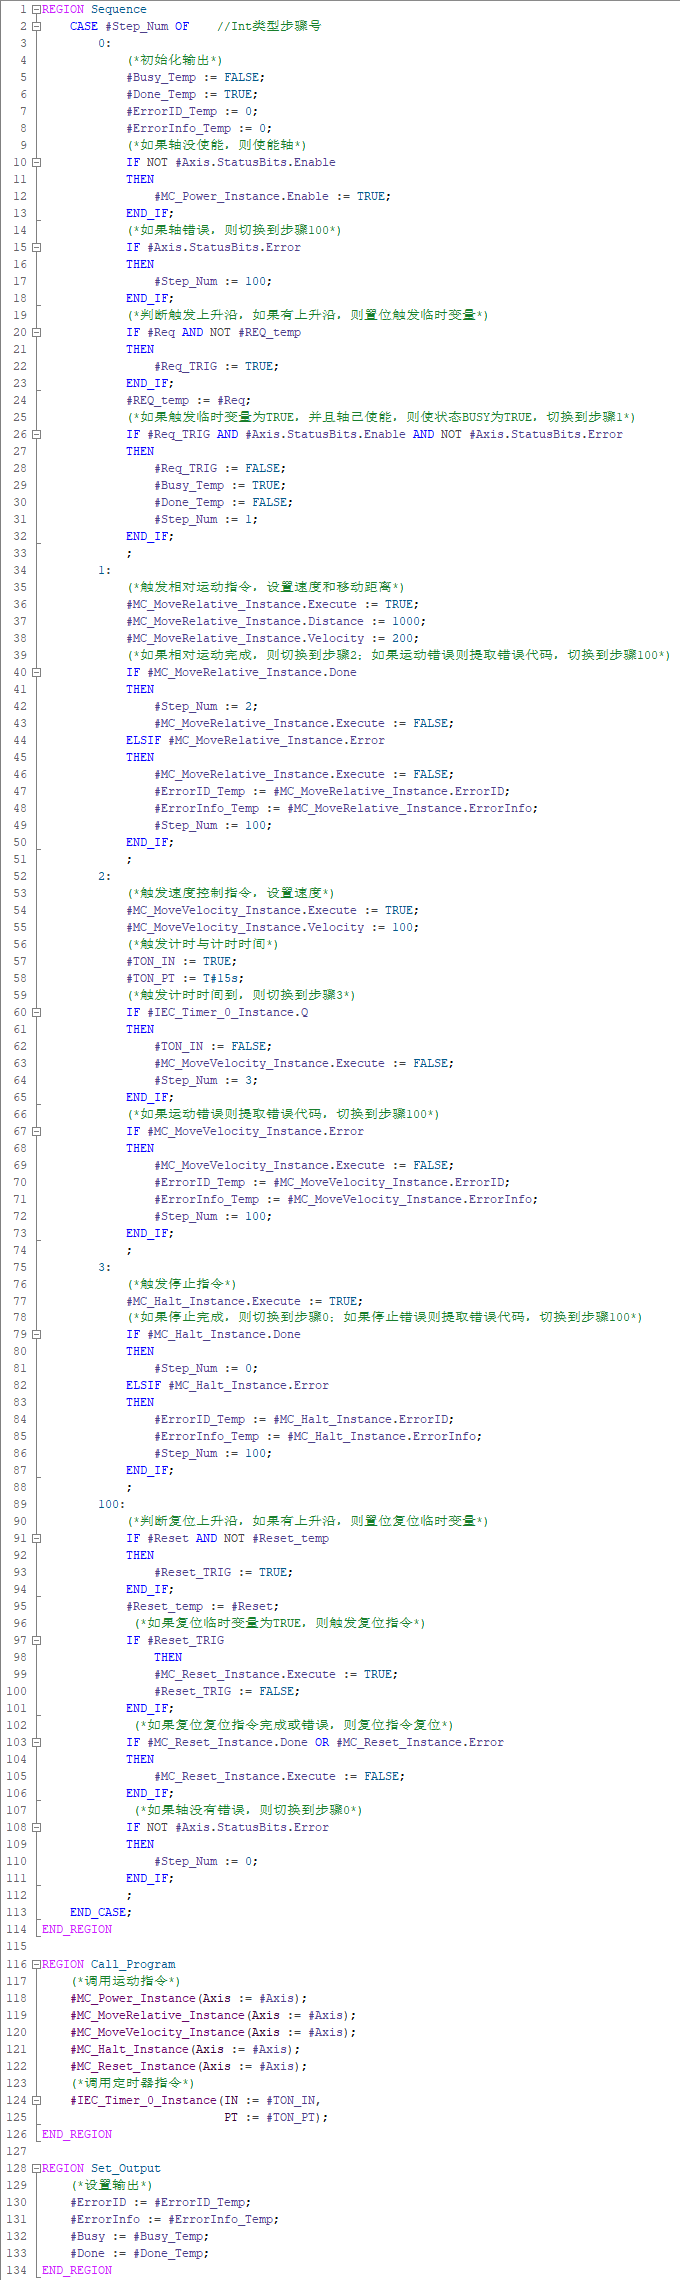 1 REGION Sequence
2 CASE #Step_Num OF //Int类型步骤号
3 0:
4 (*初始化输出*)
5 #Busy_Temp := FALSE;
6 #Done_Temp := TRUE;
7 #ErrorID_Temp := 0;
8 #ErrorInfo_Temp := 0;
9 (*如果轴没使能，则使能轴*)
10 IF NOT #Axis.StatusBits.Enable
11 THEN
12 #MC_Power_Instance.Enable := TRUE;
13 END_IF;
14 (*如果轴错误，则切换到步骤100*)
15 IF #Axis.StatusBits.Error
16 THEN
17 #Step_Num := 100;
18 END_IF;
19 (*判断触发上升沿，如果有上升沿，则置位触发临时变量*)
20 IF #Req AND NOT #REQ_temp
21 THEN
22 #Req_TRIG := TRUE;
23 END_IF;
24 #REQ_temp := #Req;
25 (*如果触发临时变量为TRUE，并且轴已使能，则使状态BUSY为TRUE，切换到步骤1*)
26 IF #Req_TRIG AND #Axis.StatusBits.Enable AND NOT #Axis.StatusBits.Error
27 THEN
28 #Req_TRIG := FALSE;
29 #Busy_Temp := TRUE;
30 #Done_Temp := FALSE;
31 #Step_Num := 1;
32 END_IF;
33 ;
34 1:
35 (*触发相对运动指令，设置速度和移动距离*)
36 #MC_MoveRelative_Instance.Execute := TRUE;
37 #MC_MoveRelative_Instance.Distance := 1000;
38 #MC_MoveRelative_Instance.Velocity := 200;
39 (*如果相对运动完成，则切换到步骤2；如果运动错误则提取错误代码，切换到步骤100*)
40 IF #MC_MoveRelative_Instance.Done
41 THEN
42 #Step_Num := 2;
43 #MC_MoveRelative_Instance.Execute := FALSE;
44 ELSIF #MC_MoveRelative_Instance.Error
45 THEN
46 #MC_MoveRelative_Instance.Execute := FALSE;
47 #ErrorID_Temp := #MC_MoveRelative_Instance.ErrorID;
48 #ErrorInfo_Temp := #MC_MoveRelative_Instance.ErrorInfo;
49 #Step_Num := 100;
50 END_IF;
51 ;
52 2:
53 (*触发速度控制指令，设置速度*)
54 #MC_MoveVelocity_Instance.Execute := TRUE;
55 #MC_MoveVelocity_Instance.Velocity := 100;
56 (*触发计时与计时时间*)
57 #TON_IN := TRUE;
58 #TON_PT := T#15s;
59 (*触发计时时间到，则切换到步骤3*)
60 IF #IEC_Timer_0_Instance.Q
61 THEN
62 #TON_IN := FALSE;
63 #MC_MoveVelocity_Instance.Execute := FALSE;
64 #Step_Num := 3;
65 END_IF;
66 (*如果运动错误则提取错误代码，切换到步骤100*)
67 IF #MC_MoveVelocity_Instance.Error
68 THEN
69 #MC_MoveVelocity_Instance.Execute := FALSE;
70 #ErrorID_Temp := #MC_MoveVelocity_Instance.ErrorID;
71 #ErrorInfo_Temp := #MC_MoveVelocity_Instance.ErrorInfo;
72 #Step_Num := 100;
73 END_IF;
74 ;
75 3:
76 (*触发停止指令*)
77 #MC_Halt_Instance.Execute := TRUE;
78 (*如果停止完成，则切换到步骤0；如果停止错误则提取错误代码，切换到步骤100*)
79 IF #MC_Halt_Instance.Done
80 THEN
81 #Step_Num := 0;
82 ELSIF #MC_Halt_Instance.Error
83 THEN
84 #ErrorID_Temp := #MC_Halt_Instance.ErrorID;
85 #ErrorInfo_Temp := #MC_Halt_Instance.ErrorInfo;
86 #Step_Num := 100;
87 END_IF;
88 ;
89 100:
90 (*判断复位上升沿，如果有上升沿，则置位复位临时变量*)
91 IF #Reset AND NOT #Reset_temp
92 THEN
93 #Reset_TRIG := TRUE;
94 END_IF;
95 #Reset_temp := #Reset;
96 (*如果复位临时变量为TRUE，则触发复位指令*)
97 IF #Reset_TRIG
98 THEN
99 #MC_Reset_Instance.Execute := TRUE;
100 #Reset_TRIG := FALSE;
101 END_IF;
102 (*如果复位复位指令完成或错误，则复位指令复位*)
103 IF #MC_Reset_Instance.Done OR #MC_Reset_Instance.Error
104 THEN
105 #MC_Reset_Instance.Execute := FALSE;
106 END_IF;
107 (*如果轴没有错误，则切换到步骤0*)
108 IF NOT #Axis.StatusBits.Error
109 THEN
110 #Step_Num := 0;
111 END_IF;
112 ;
113 END_CASE;
114 END_REGION
115
116 REGION Call_Program
117 (*调用运动指令*)
118 #MC_Power_Instance(Axis := #Axis);
119 #MC_MoveRelative_Instance(Axis := #Axis);
120 #MC_MoveVelocity_Instance(Axis := #Axis);
121 #MC_Halt_Instance(Axis := #Axis);
122 #MC_Reset_Instance(Axis := #Axis);
123 (*调用定时器指令*)
124 #IEC_Timer_0_Instance(IN := #TON_IN,
125 PT := #TON_PT);
126 END_REGION
127
128 REGION Set_Output
129 (*设置输出*)
130 #ErrorID := #ErrorID_Temp;
131 #ErrorInfo := #ErrorInfo_Temp;
132 #Busy := #Busy_Temp;
133 #Done := #Done_Temp;
134 END_REGION